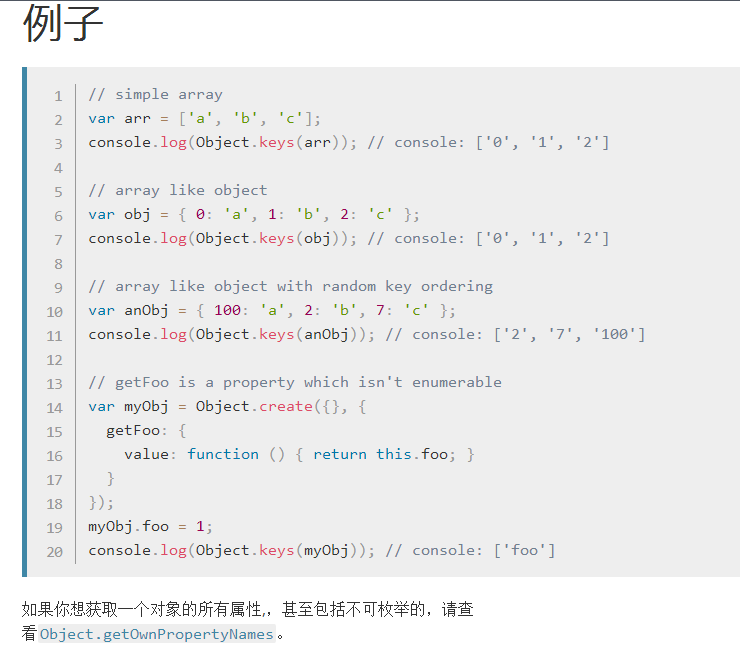 例子
1 // simple array
2 var arr = ['a', 'b', 'c'];
3 console.log(Object.keys(arr)); // console: ['0', '1', '2']
4
5 // array like object
6 var obj = { 0: 'a', 1: 'b', 2: 'c' };
7 console.log(Object.keys(obj)); // console: ['0', '1', '2']
8
9 // array like object with random key ordering
10 var anObj = { 100: 'a', 2: 'b', 7: 'c' };
11 console.log(Object.keys(anObj)); // console: ['2', '7', '100']
12
13 // getFoo is a property which isn't enumerable
14 var myObj = Object.create({}, {
15   getFoo: {
16     value: function () { return this.foo; }
17   }
18 });
19 myObj.foo = 1;
20 console.log(Object.keys(myObj)); // console: ['foo']
如果你想获取一个对象的所有属性,，甚至包括不可枚举的，请查
看Object.getOwnPropertyNames。